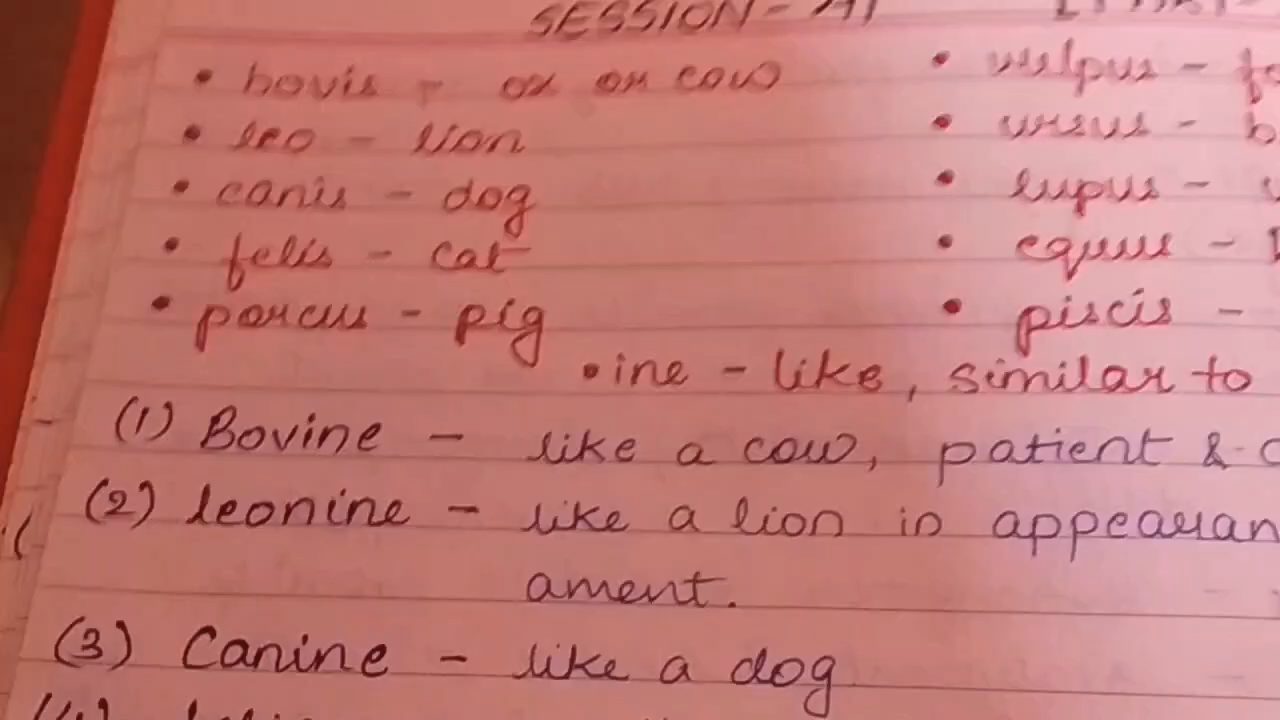 SESSION-
• bovis - ox or cow
• vulpus -
• leo - lion
• ursus -
• canis - dog
• lupus -
• felis - cat
• equus -
• porcus - pig
• piscis -
• ine - like, similar to
(1) Bovine - like a cow, patient &
(2) leonine - like a lion in appearan
ament.
(3) Canine - like a dog